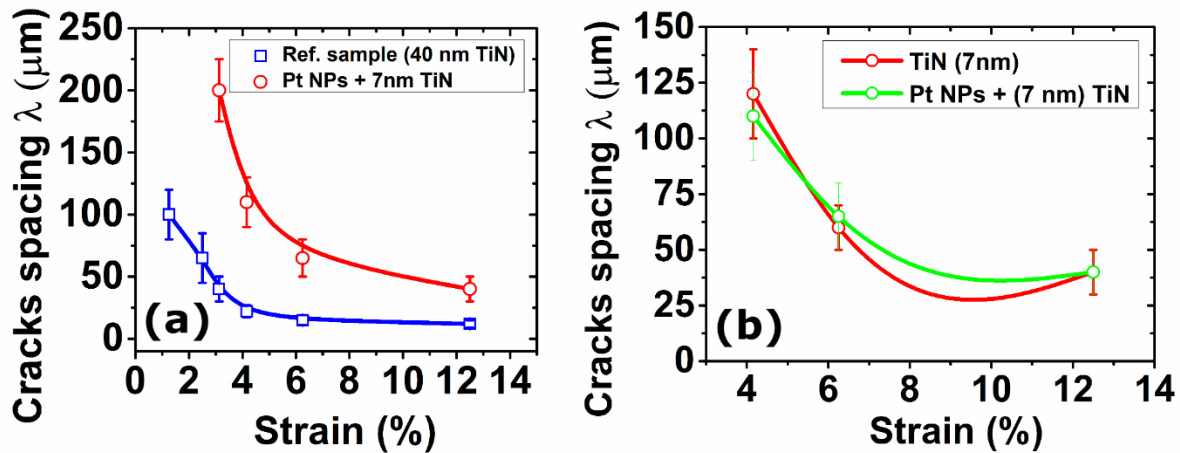 Cracks spacing λ (μm)
250
200
150
100
50
0
Ref. sample (40 nm TiN)
Pt NPs + 7nm TiN
(a)
0 2 4 6 8 10 12 14
Strain (%)
Cracks spacing λ (μm)
150
125
100
75
50
25
0
TiN (7nm)
Pt NPs + (7 nm) TiN
(b)
4 6 8 10 12 14
Strain (%)